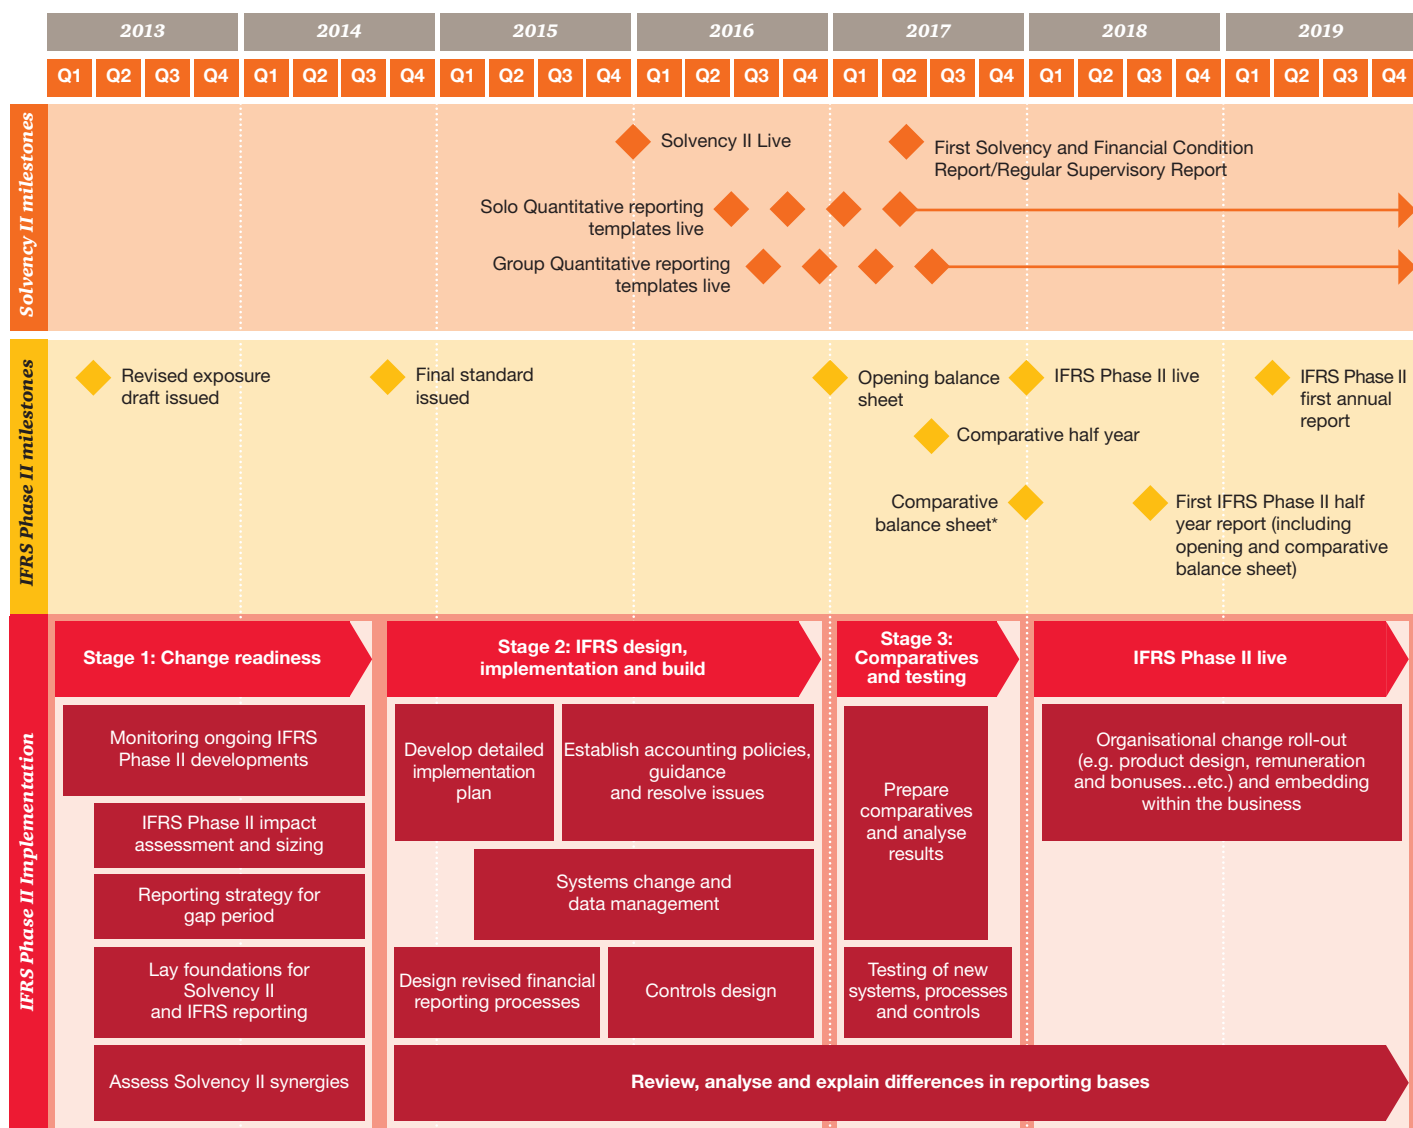 2013 2014 2015 2016 2017 2018 2019
Q1 Q2 Q3 Q4 Q1 Q2 Q3 Q4 Q1 Q2 Q3 Q4 Q1 Q2 Q3 Q4 Q1 Q2 Q3 Q4 Q1 Q2 Q3 Q4 Q1 Q2 Q3 Q4
Solvency II milestones
Solvency II Live
First Solvency and Financial Condition
Report/Regular Supervisory Report
Solo Quantitative reporting
templates live
Group Quantitative reporting
templates live
IFRS Phase II milestones
Revised exposure
draft issued
Final standard
issued
Opening balance
sheet
IFRS Phase II live
IFRS Phase II
first annual
report
Comparative half year
Comparative
balance sheet*
First IFRS Phase II half
year report (including
opening and comparative
balance sheet)
IFRS Phase II Implementation
Stage 1: Change readiness
Stage 2: IFRS design,
implementation and build
Stage 3:
Comparatives
and testing
IFRS Phase II live
Monitoring ongoing IFRS
Phase II developments
IFRS Phase II impact
assessment and sizing
Reporting strategy for
gap period
Lay foundations for
Solvency II
and IFRS reporting
Assess Solvency II synergies
Develop detailed
implementation
plan
Establish accounting policies,
guidance
and resolve issues
Systems change and
data management
Design revised financial
reporting processes
Controls design
Prepare
comparatives
and analyse
results
Testing of new
systems, processes
and controls
Organisational change roll-out
(e.g. product design, remuneration
and bonuses...etc.) and embedding
within the business
Review, analyse and explain differences in reporting bases